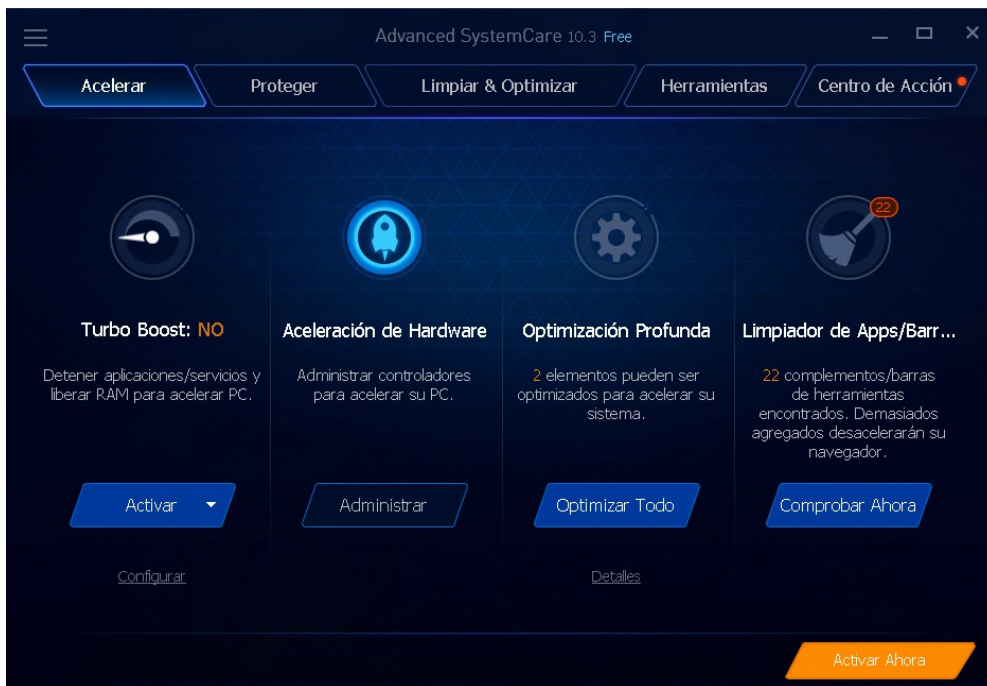 Advanced SystemCare 10.3 Free
Acelerar
Proteger
Limpiar & Optimizar
Herramientas
Centro de Acción
22
Turbo Boost: NO
Detener aplicaciones/servicios y
liberar RAM para acelerar PC.
Activar
Configurar
Aceleración de Hardware
Administrar controladores
para acelerar su PC.
Administrar
Optimización Profunda
2 elementos pueden ser
optimizados para acelerar su
sistema.
Optimizar Todo
Detalles
Limpiador de Apps/Barr...
22 complementos/barras
de herramientas
encontrados. Demasiados
agregados desacelerarán su
navegador.
Comprobar Ahora
Activar Ahora